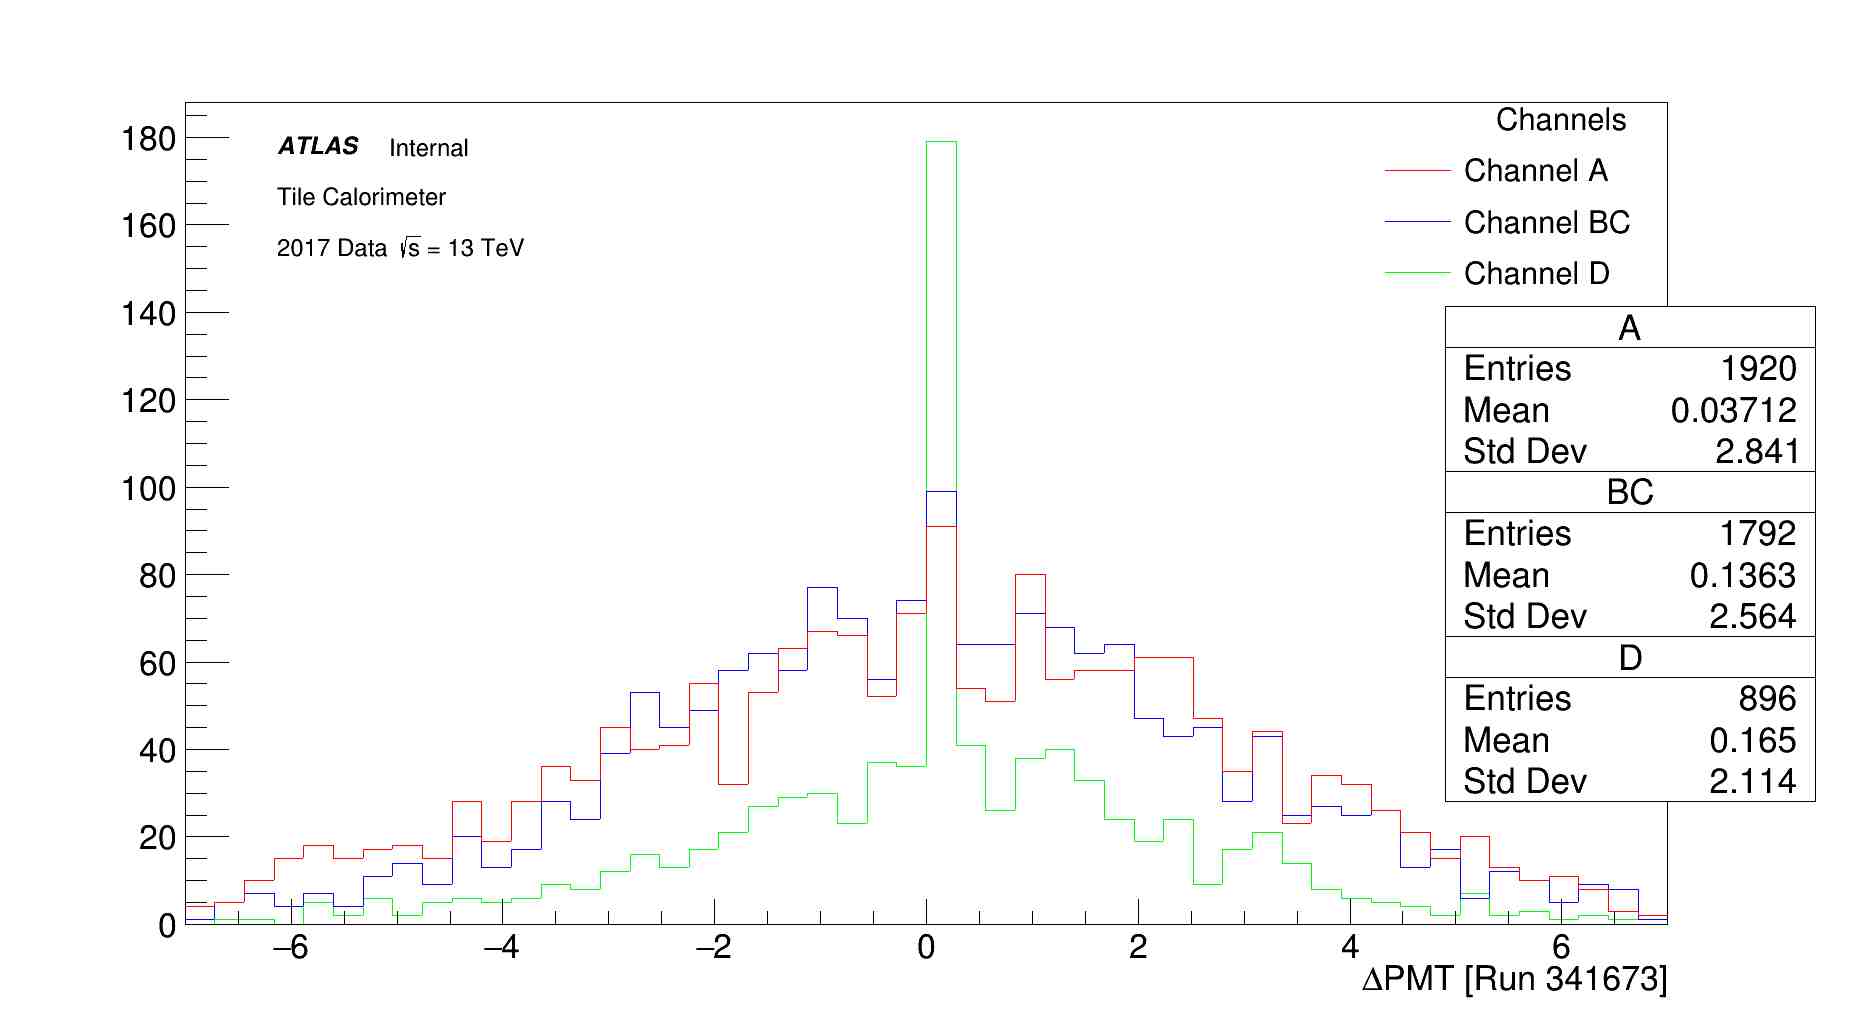 ATLAS Internal
Tile Calorimeter
2017 Data √s = 13 TeV
Channels
Channel A
Channel BC
Channel D
A
Entries 1920
Mean 0.03712
Std Dev 2.841
BC
Entries 1792
Mean 0.1363
Std Dev 2.564
D
Entries 896
Mean 0.165
Std Dev 2.114
180
160
140
120
100
80
60
40
20
0
−6 −4 −2 0 2 4 6
ΔPMT [Run 341673]